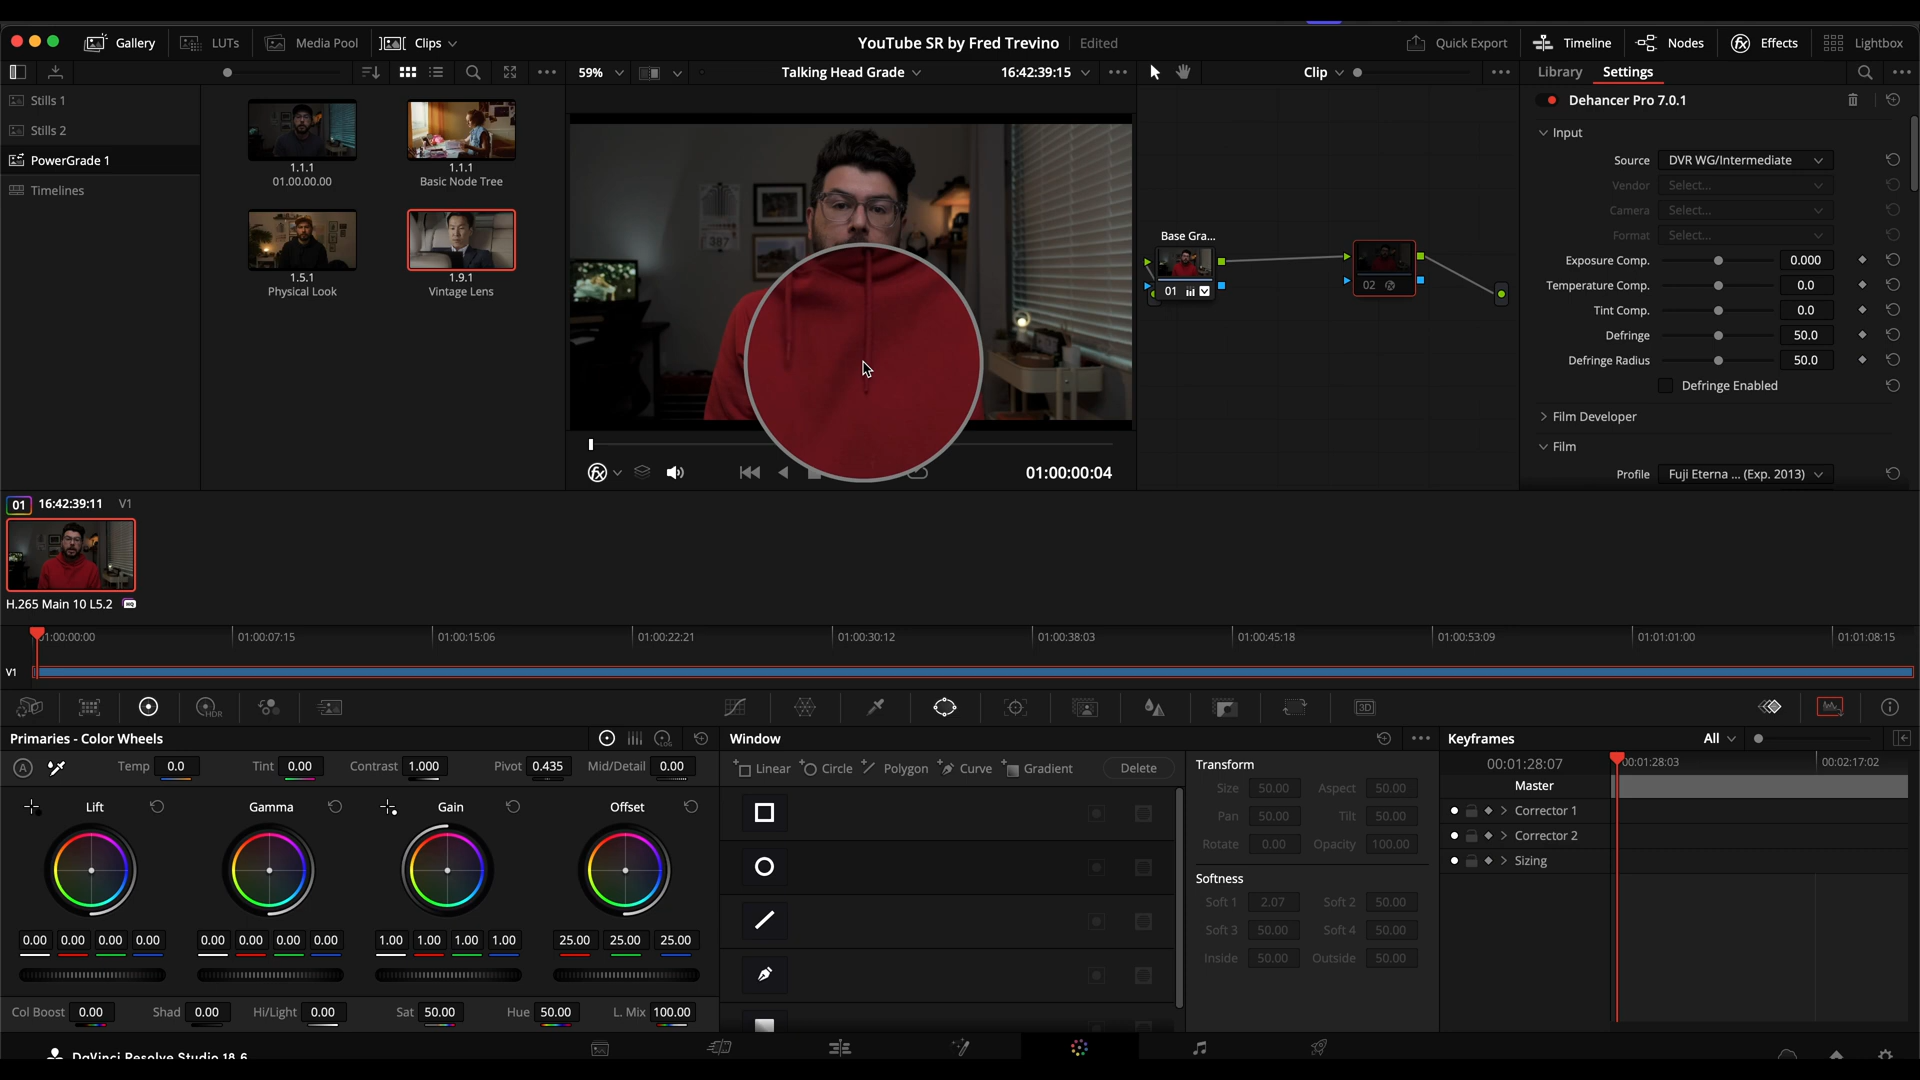 Gallery LUTs Media Pool Clips YouTube SR by Fred Trevino Edited Quick Export Timeline Nodes Effects Lightbox
59% Talking Head Grade 16:42:39:15 Clip Library Settings
Stills 1
Stills 2
PowerGrade 1
Timelines
1.1.1
01.00.00.00
1.1.1
Basic Node Tree
1.5.1
Physical Look
1.9.1
Vintage Lens
387
01:00:00:04
Base Gra...
01
02
Dehancer Pro 7.0.1
Input
Source DVR WG/Intermediate
Vendor Select...
Camera Select...
Format Select...
Exposure Comp. 0.000
Temperature Comp. 0.0
Tint Comp. 0.0
Defringe 50.0
Defringe Radius 50.0
Defringe Enabled
Film Developer
Film
Profile Fuji Eterna ... (Exp. 2013)
01 16:42:39:11 V1
H.265 Main 10 L5.2 HQ
01:00:00:00 01:00:07:15 01:00:15:06 01:00:22:21 01:00:30:12 01:00:38:03 01:00:45:18 01:00:53:09 01:01:01:00 01:01:08:15
V1
HDR 3D
Primaries - Color Wheels LOG
A Temp 0.0 Tint 0.00 Contrast 1.000 Pivot 0.435 Mid/Detail 0.00
Lift Gamma Gain Offset
0.00 0.00 0.00 0.00 0.00 0.00 0.00 0.00 1.00 1.00 1.00 1.00 25.00 25.00 25.00
Col Boost 0.00 Shad 0.00 Hi/Light 0.00 Sat 50.00 Hue 50.00 L. Mix 100.00
Window
Linear Circle Polygon Curve Gradient Delete
Transform
Size 50.00 Aspect 50.00
Pan 50.00 Tilt 50.00
Rotate 0.00 Opacity 100.00
Softness
Soft 1 2.07 Soft 2 50.00
Soft 3 50.00 Soft 4 50.00
Inside 50.00 Outside 50.00
Keyframes All
00:01:28:07 00:01:28:03 00:02:17:02
Master
Corrector 1
Corrector 2
Sizing
DaVinci Resolve Studio 18.6